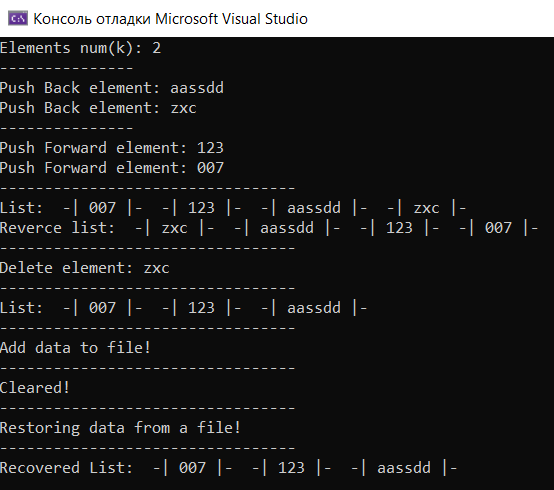 C:\ Консоль отладки Microsoft Visual Studio
Elements num(k): 2
---------------
Push Back element: aassdd
Push Back element: zxc
---------------
Push Forward element: 123
Push Forward element: 007
---------------------------------
List:  -| 007 |-  -| 123 |-  -| aassdd |-  -| zxc |-
Reverce list:  -| zxc |-  -| aassdd |-  -| 123 |-  -| 007 |-
---------------------------------
Delete element: zxc
---------------------------------
List:  -| 007 |-  -| 123 |-  -| aassdd |-
---------------------------------
Add data to file!
---------------------------------
Cleared!
---------------------------------
Restoring data from a file!
---------------------------------
Recovered List:  -| 007 |-  -| 123 |-  -| aassdd |-